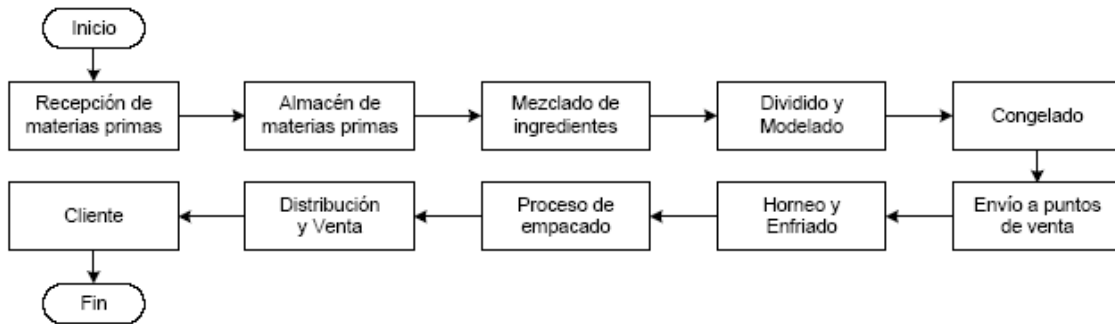 Inicio
Recepción de
materias primas
Almacén de
materias primas
Mezclado de
ingredientes
Dividido y
Modelado
Congelado
Envío a puntos
de venta
Horneo y
Enfriado
Proceso de
empacado
Distribución
y Venta
Cliente
Fin